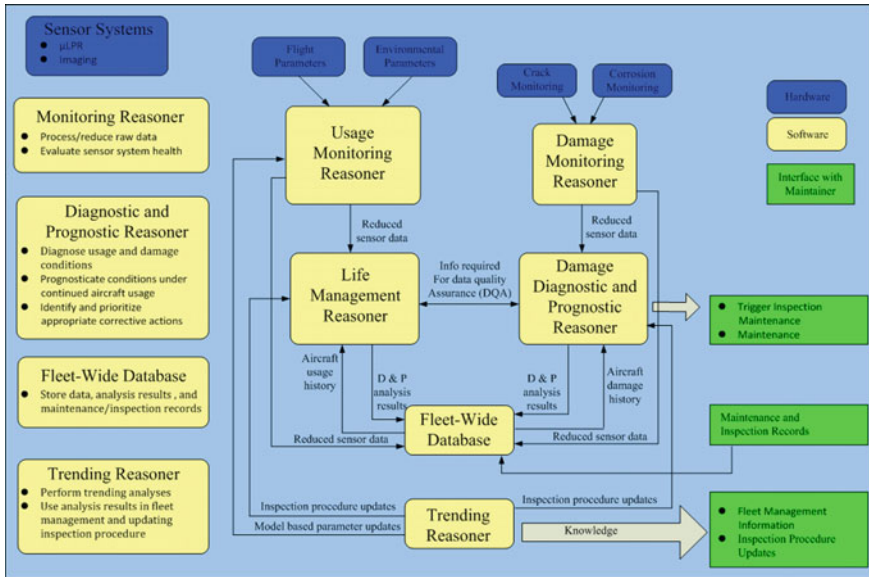 Sensor Systems
● µLPR
● Imaging
Monitoring Reasoner
● Process/reduce raw data
● Evaluate sensor system health
Diagnostic and
Prognostic Reasoner
● Diagnose usage and damage
conditions
● Prognosticate conditions under
continued aircraft usage
● Identify and prioritize
appropriate corrective actions
Fleet-Wide Database
● Store data, analysis results , and
maintenance/inspection records
Trending Reasoner
● Perform trending analyses
● Use analysis results in fleet
management and updating
inspection procedure
Flight
Parameters
Environmental
Parameters
Crack
Monitoring
Corrosion
Monitoring
Usage
Monitoring
Reasoner
Damage
Monitoring
Reasoner
Reduced
sensor data
Reduced
sensor data
Life
Management
Reasoner
Info required
For data quality
Assurance (DQA)
Damage
Diagnostic and
Prognostic
Reasoner
Aircraft
usage
history
D & P
analysis
results
D & P
analysis
results
Aircraft
damage
history
Fleet-Wide
Database
Reduced sensor data
Reduced sensor data
Inspection procedure updates
Model based parameter updates
Inspection procedure updates
Trending
Reasoner
Knowledge
Hardware
Software
Interface with
Maintainer
● Trigger Inspection
Maintenance
● Maintenance
Maintenance and
Inspection Records
● Fleet Management
Information
● Inspection Procedure
Updates